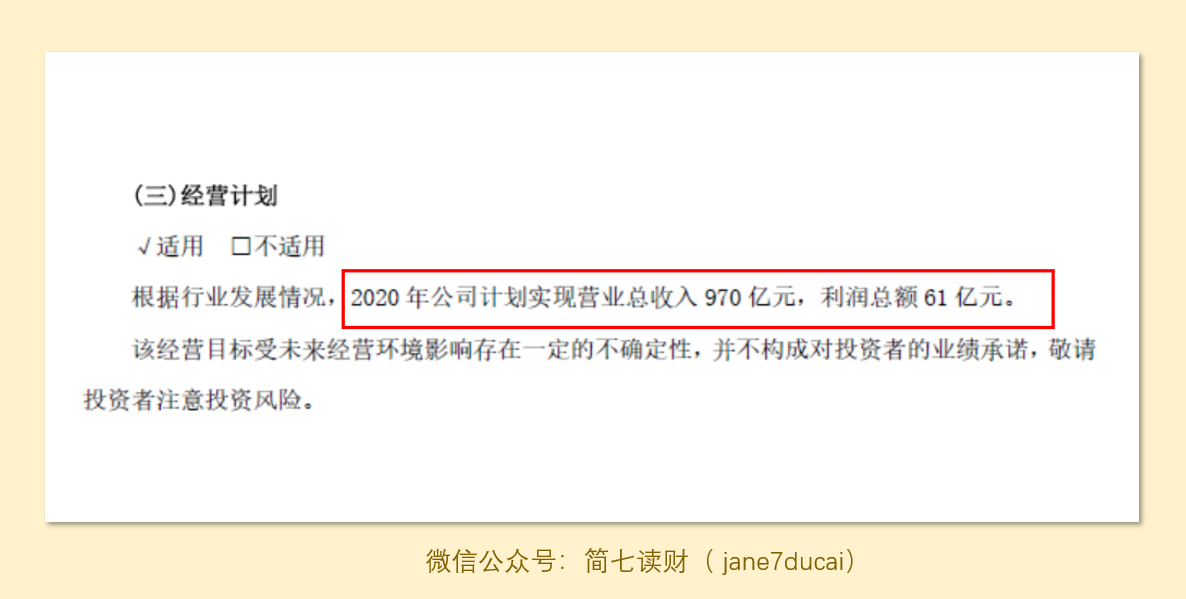 (三)经营计划
√适用 □不适用
根据行业发展情况，2020 年公司计划实现营业总收入 970 亿元，利润总额 61 亿元。
该经营目标受未来经营环境影响存在一定的不确定性，并不构成对投资者的业绩承诺，敬请
投资者注意投资风险。
微信公众号：简七读财（ jane7ducai）